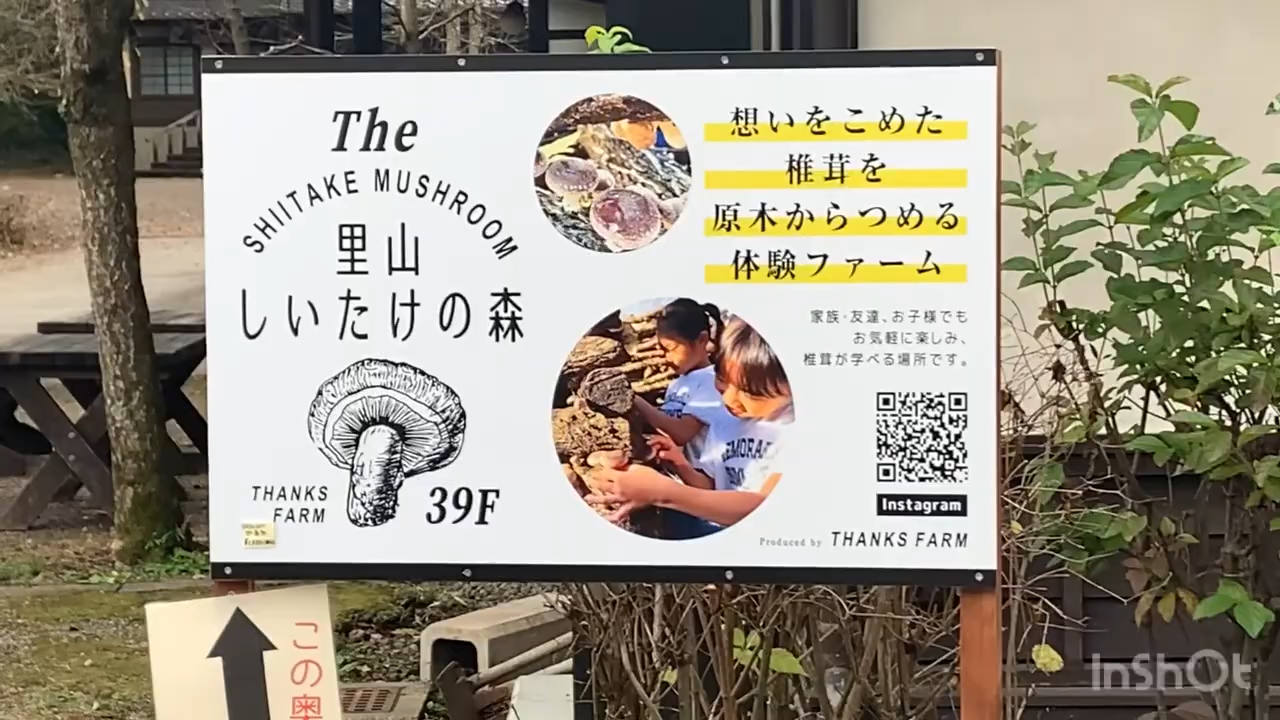 The
SHIITAKE MUSHROOM
里山
しいたけの森
THANKS
FARM
39F
想いをこめた
椎茸を
原木からつめる
体験ファーム
家族・友達、お子様でも
お気軽に楽しみ、
椎茸が学べる場所です。
Instagram
Produced by THANKS FARM
この奥
InShOt